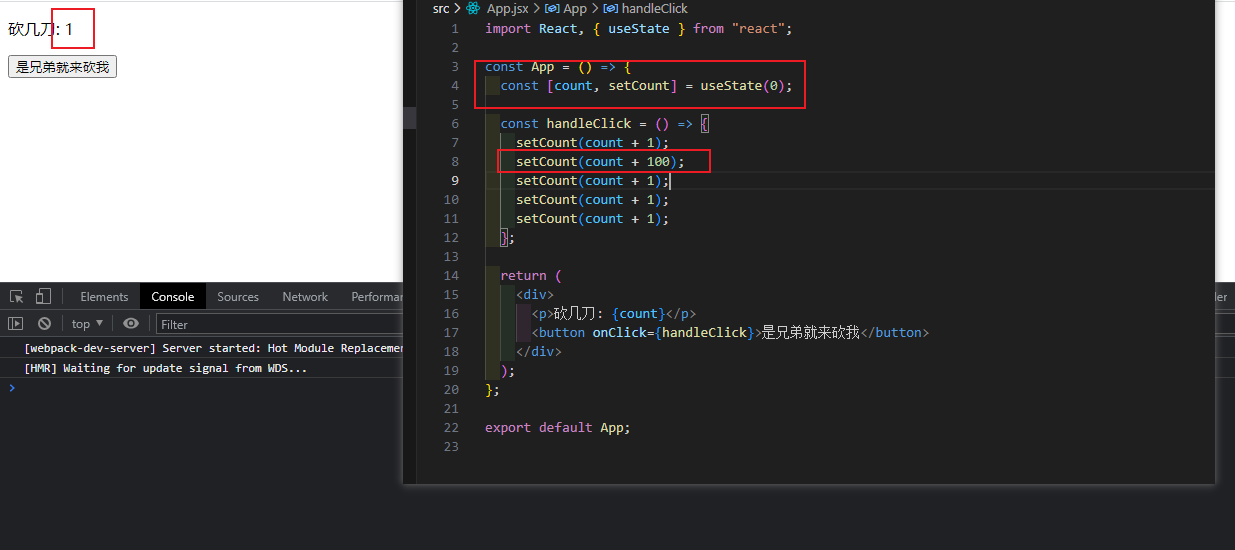 砍几刀: 1
是兄弟就来砍我
src > App.jsx > App > handleClick
1 import React, { useState } from "react";
2
3 const App = () => {
4 const [count, setCount] = useState(0);
5
6 const handleClick = () => {
7 setCount(count + 1);
8 setCount(count + 100);
9 setCount(count + 1);
10 setCount(count + 1);
11 setCount(count + 1);
12 };
13
14 return (
15 <div>
16 <p>砍几刀: {count}</p>
17 <button onClick={handleClick}>是兄弟就来砍我</button>
18 </div>
19 );
20 };
21
22 export default App;
23
Elements Console Sources Network Performan
top Filter
[webpack-dev-server] Server started: Hot Module Replacemen
[HMR] Waiting for update signal from WDS...